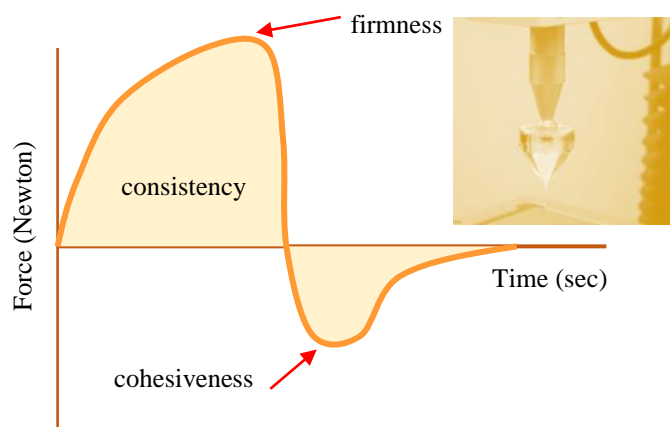 firmness
consistency
Force (Newton)
Time (sec)
cohesiveness